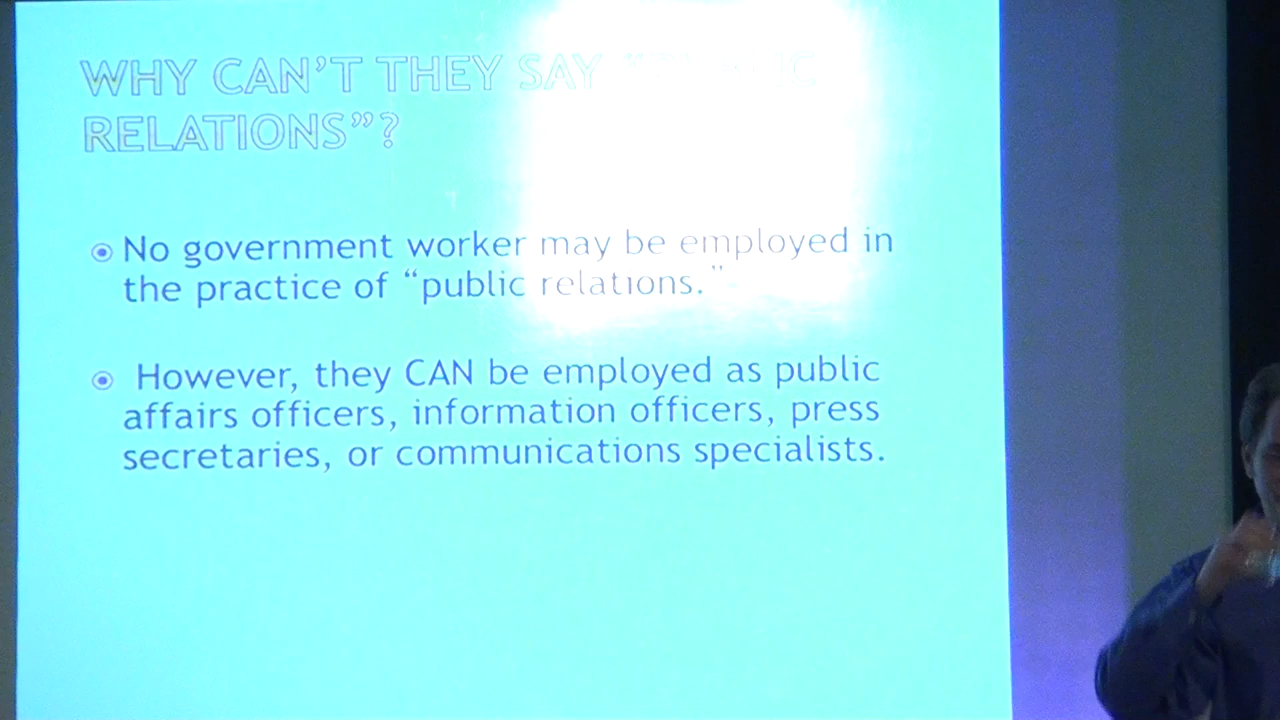 WHY CAN'T THEY SAY "PUBLIC
RELATIONS"?
No government worker may be employed in
the practice of "public relations."
However, they CAN be employed as public
affairs officers, information officers, press
secretaries, or communications specialists.